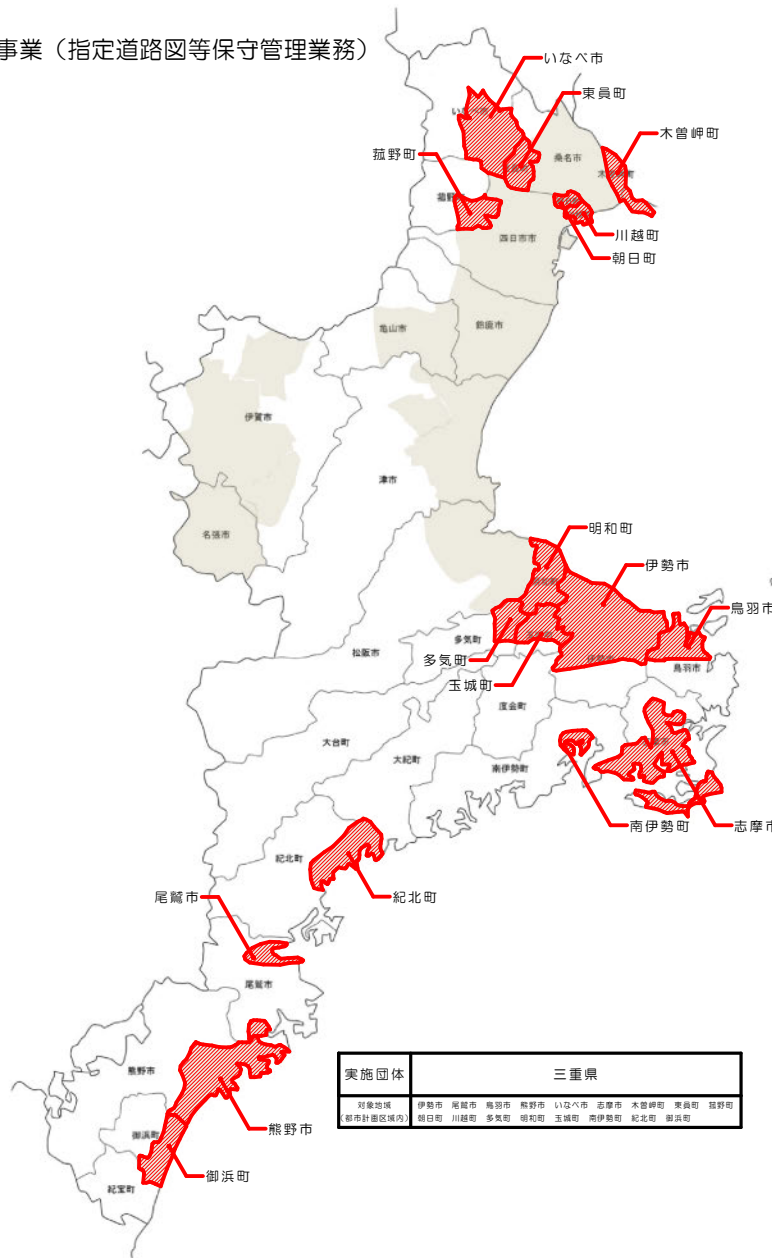 事業（指定道路図等保守管理業務）
いなべ市
東員町
木曽岬町
桑名市
菰野町
四日市市
川越町
朝日町
亀山市
鈴鹿市
伊賀市
津市
名張市
明和町
伊勢市
鳥羽市
多気町
多気町
松阪市
玉城町
鳥羽市
度会町
大台町
大紀町
南伊勢町
南伊勢町
志摩市
紀北町
紀北町
尾鷲市
尾鷲市
熊野市
熊野市
御浜町
御浜町
紀宝町
実施団体 三重県
対象地域 伊勢市 尾鷲市 鳥羽市 熊野市 いなべ市 志摩市 木曽岬町 東員町 菰野町
(都市計画区域内) 朝日町 川越町 多気町 明和町 玉城町 南伊勢町 紀北町 御浜町